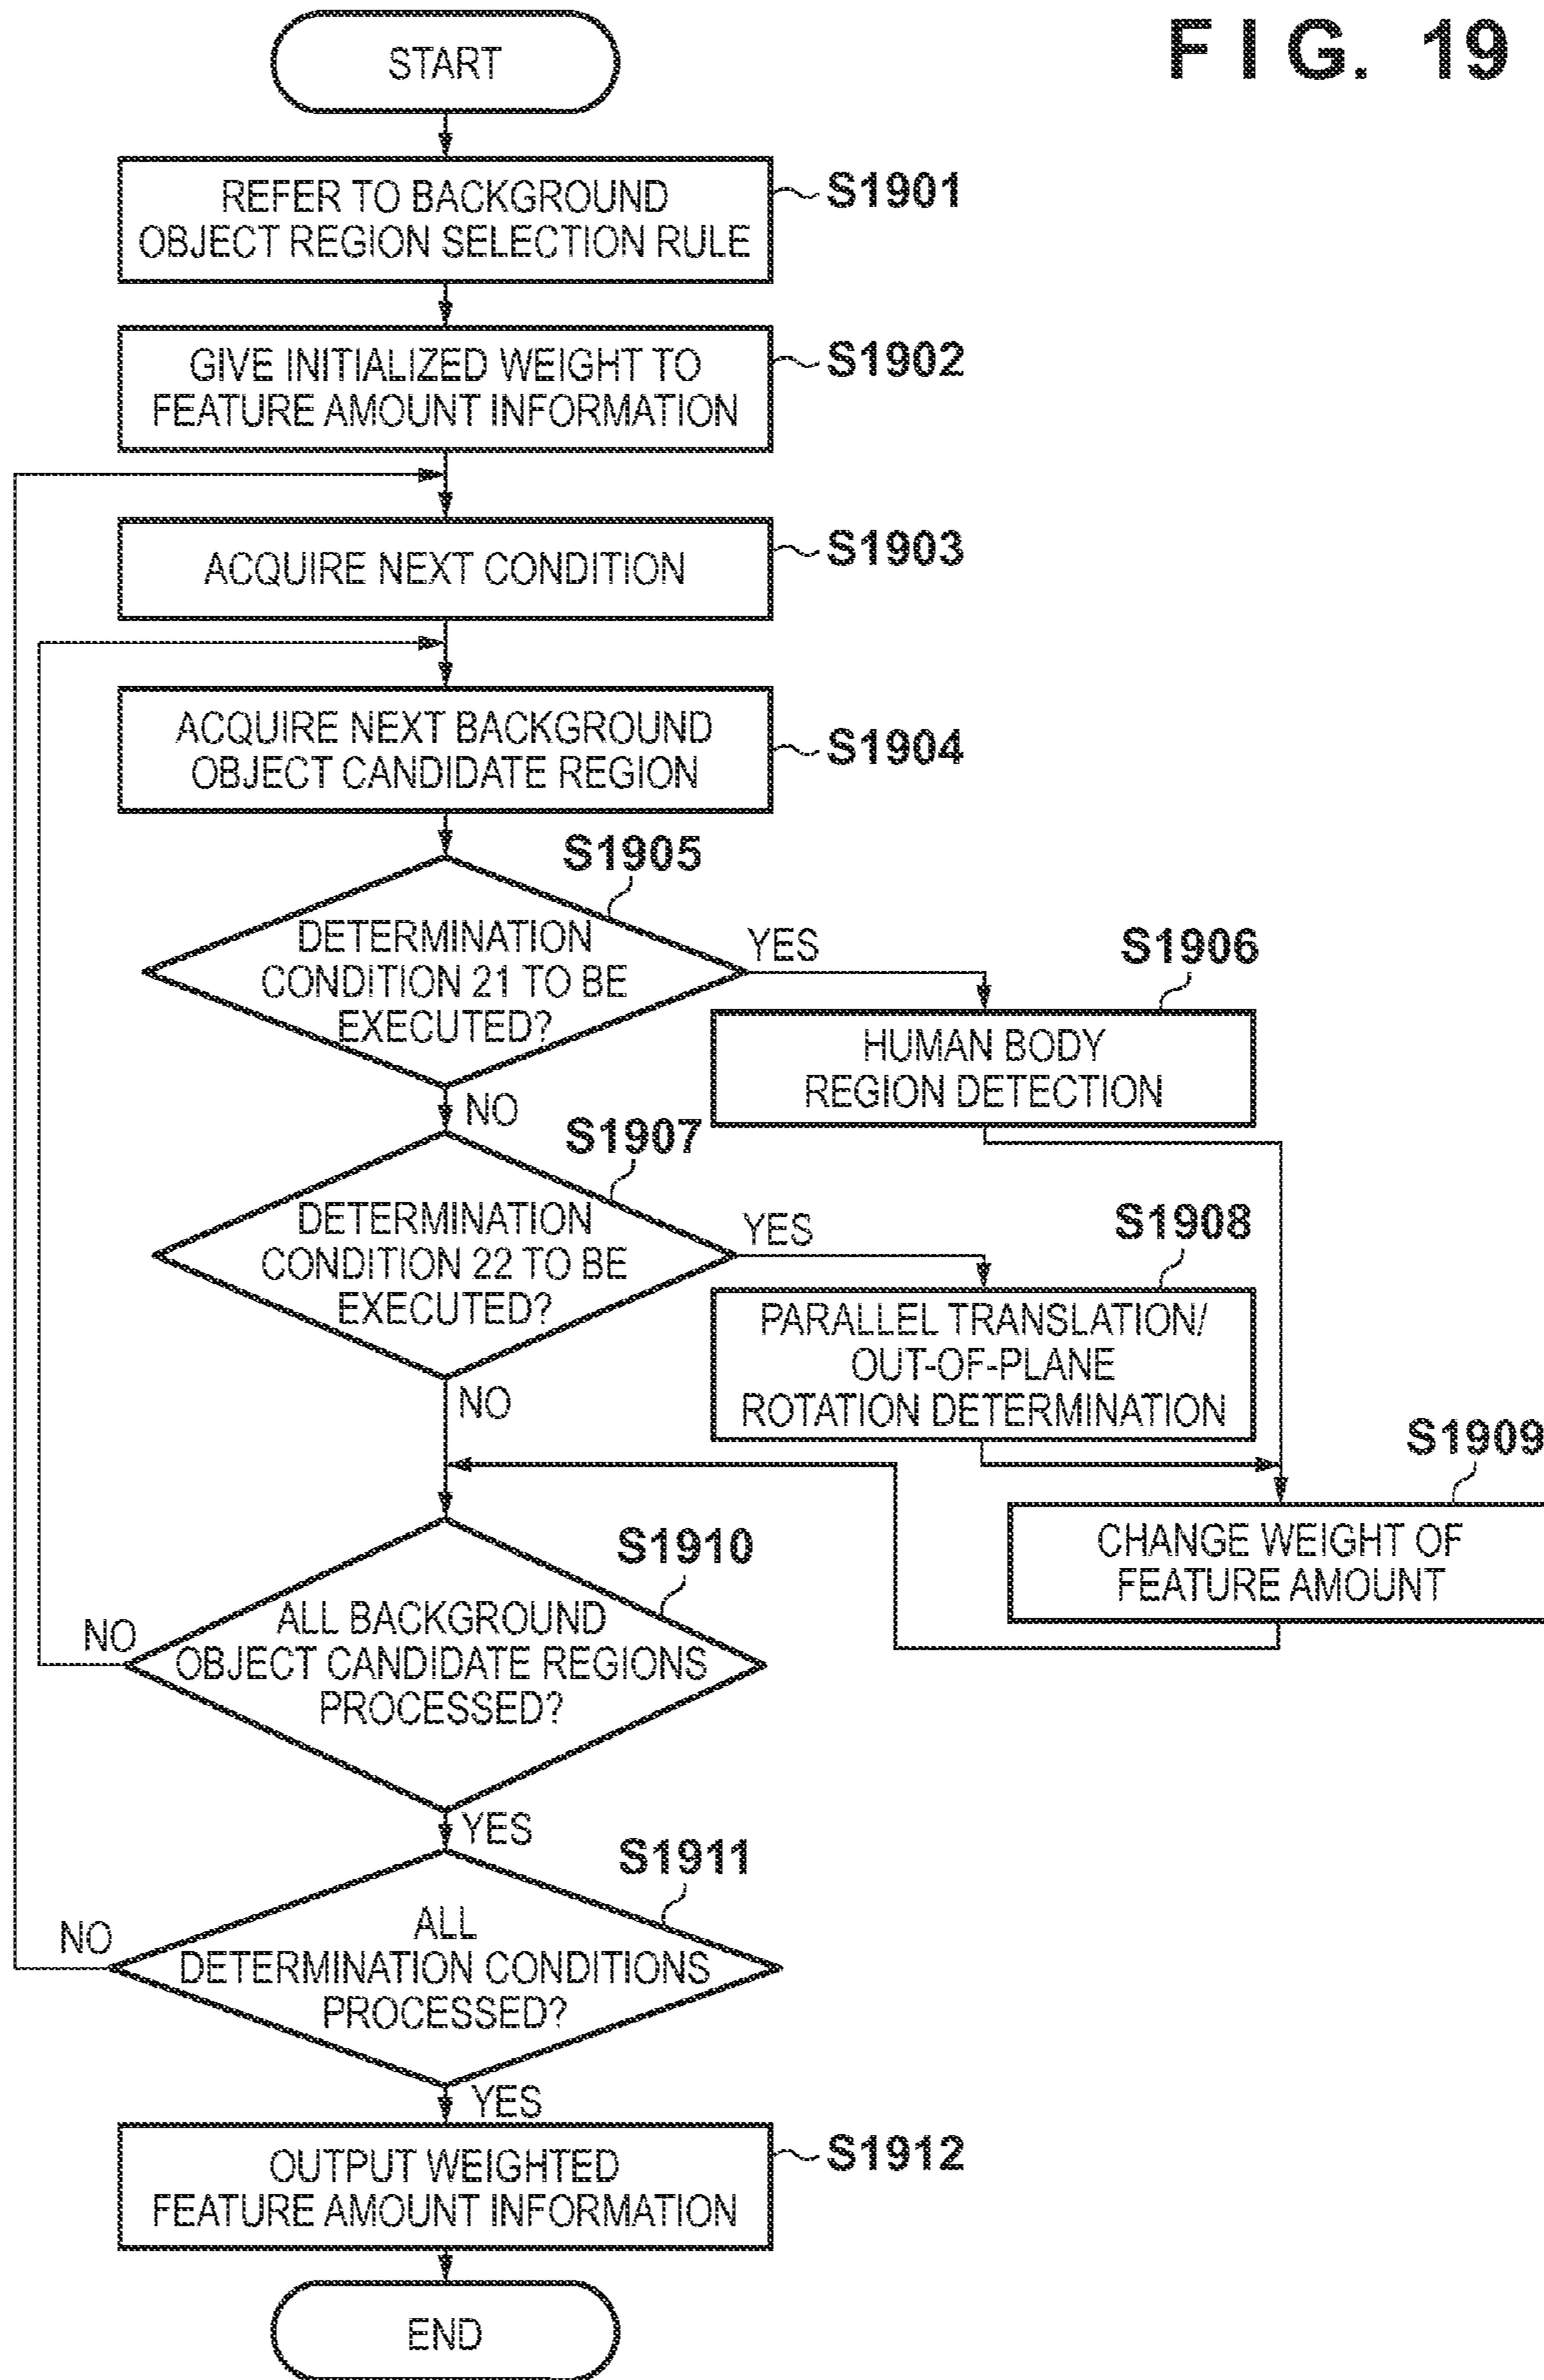 FIG. 19
START
REFER TO BACKGROUND
OBJECT REGION SELECTION RULE
S1901
GIVE INITIALIZED WEIGHT TO
FEATURE AMOUNT INFORMATION
S1902
ACQUIRE NEXT CONDITION
S1903
ACQUIRE NEXT BACKGROUND
OBJECT CANDIDATE REGION
S1904
S1905
DETERMINATION
CONDITION 21 TO BE
EXECUTED?
YES
S1906
HUMAN BODY
REGION DETECTION
NO
S1907
DETERMINATION
CONDITION 22 TO BE
EXECUTED?
YES
S1908
PARALLEL TRANSLATION/
OUT-OF-PLANE
ROTATION DETERMINATION
NO
S1909
CHANGE WEIGHT OF
FEATURE AMOUNT
S1910
ALL BACKGROUND
OBJECT CANDIDATE REGIONS
PROCESSED?
NO
YES
S1911
ALL
DETERMINATION CONDITIONS
PROCESSED?
NO
YES
OUTPUT WEIGHTED
FEATURE AMOUNT INFORMATION
S1912
END